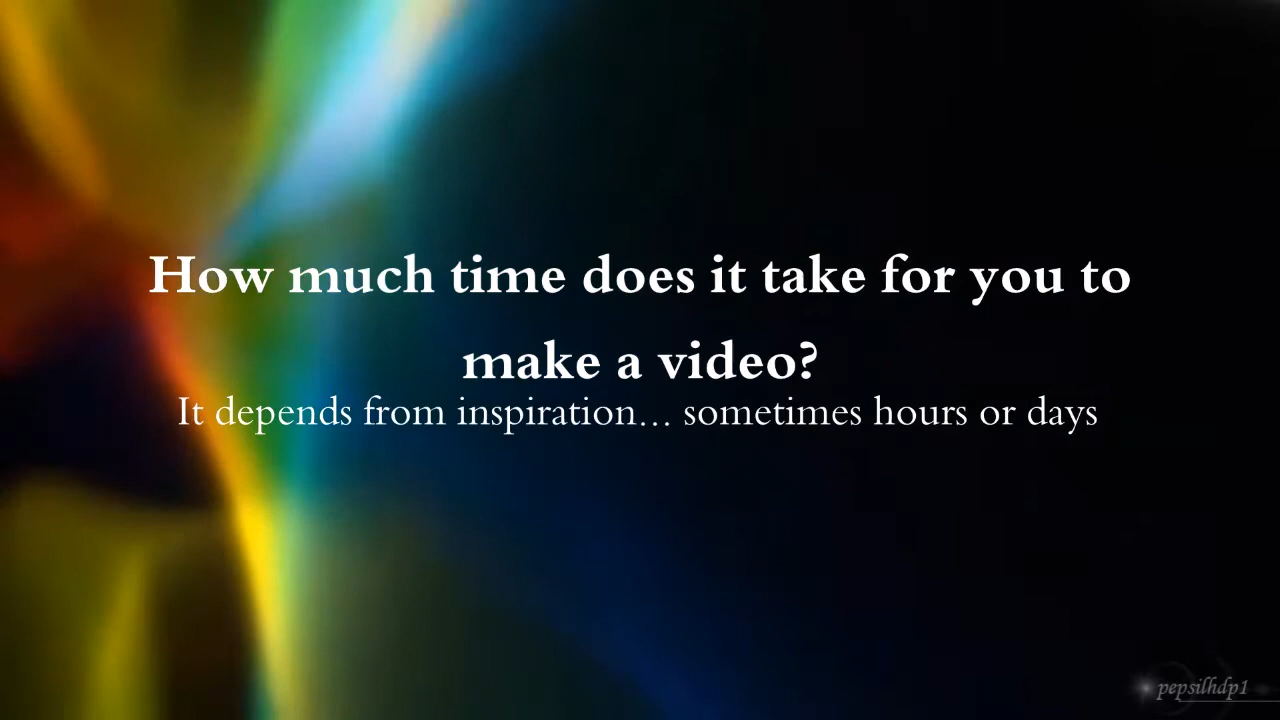 How much time does it take for you to
make a video?
It depends from inspiration... sometimes hours or days
pepsilhdp1